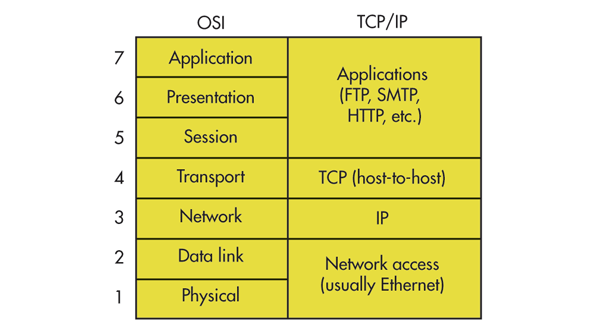 OSI TCP/IP
7 Application
6 Presentation
5 Session
Applications
(FTP, SMTP,
HTTP, etc.)
4 Transport TCP (host-to-host)
3 Network IP
2 Data link
1 Physical
Network access
(usually Ethernet)